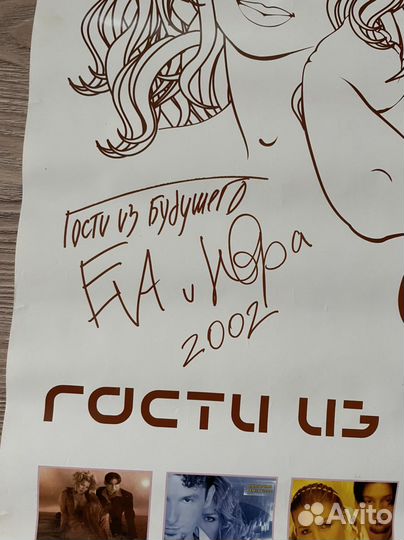 Гости из Будущего
EVA и Юра
2002
гости из
Avito